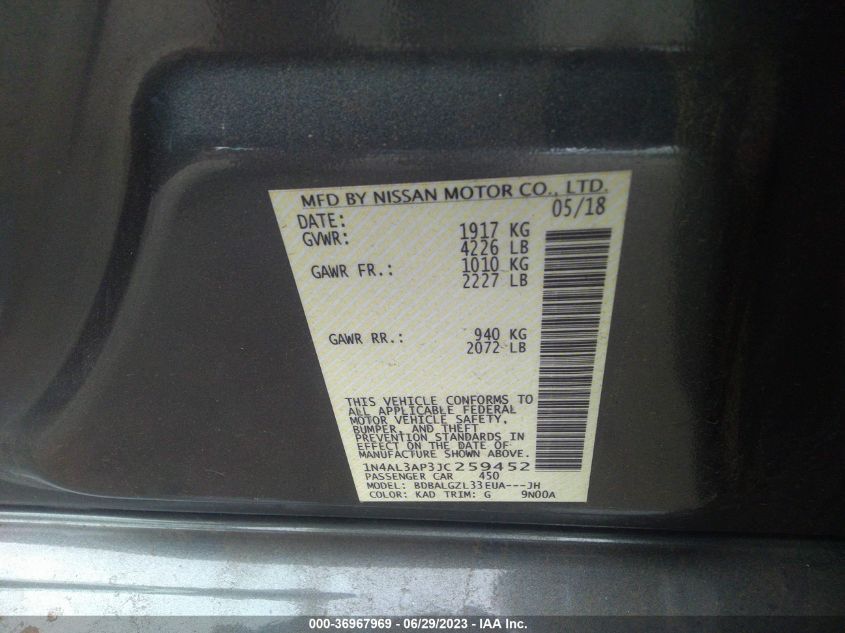 MFD BY NISSAN MOTOR CO., LTD.
DATE: 05/18
GVWR: 1917 KG
4226 LB
GAWR FR.: 1010 KG
2227 LB
GAWR RR.: 940 KG
2072 LB
THIS VEHICLE CONFORMS TO
ALL APPLICABLE FEDERAL
MOTOR VEHICLE SAFETY,
BUMPER, AND THEFT
PREVENTION STANDARDS IN
EFFECT ON THE DATE OF
MANUFACTURE SHOWN ABOVE.
1N4AL3AP3JC259452
PASSENGER CAR 450
MODEL: BDBALGZL33EUA---JH
COLOR: KAD TRIM: G 9N00A
000-36967969 - 06/29/2023 - IAA Inc.